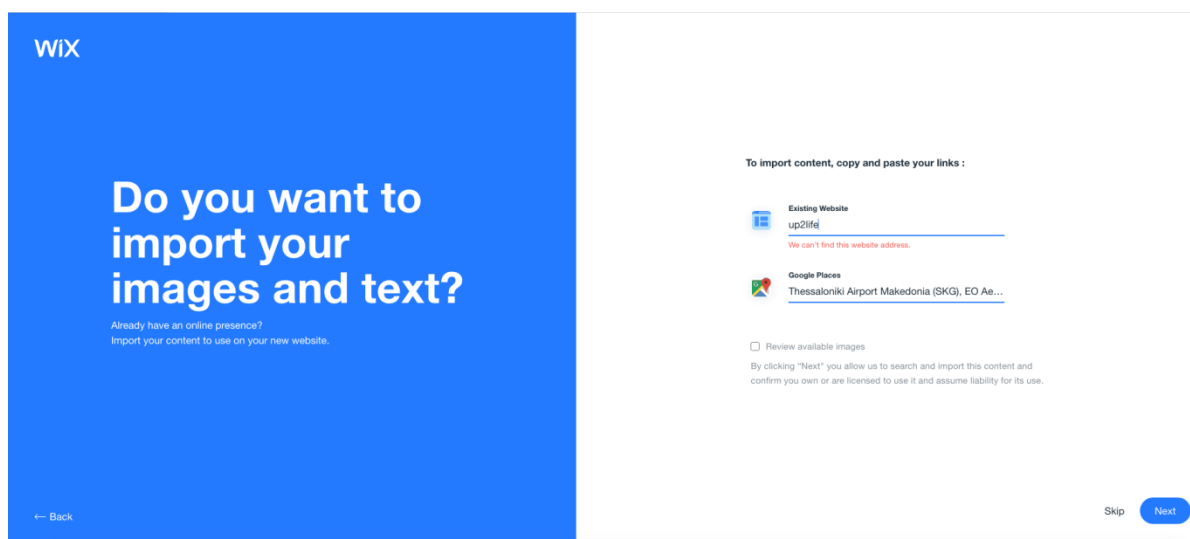 WiX
Do you want to
import your
images and text?
Already have an online presence?
Import your content to use on your new website.
← Back
To import content, copy and paste your links :
Existing Website
up2life
We can't find this website address.
Google Places
Thessaloniki Airport Makedonia (SKG), EO Ae...
Review available images
By clicking "Next" you allow us to search and import this content and
confirm you own or are licensed to use it and assume liability for its use.
Skip
Next